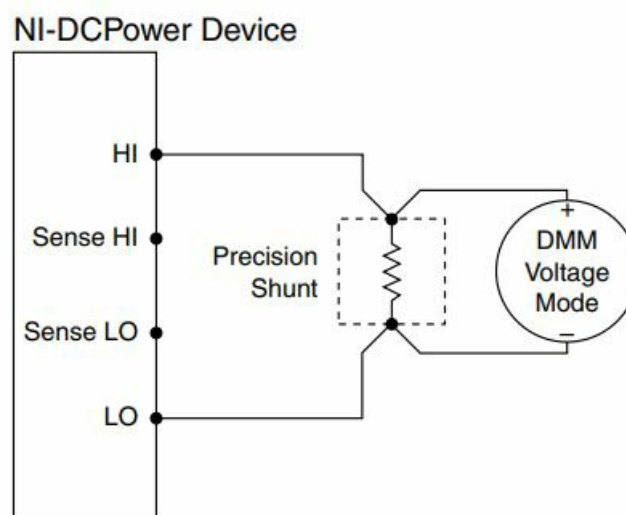 NI-DCPower Device
HI
Sense HI
Sense LO
LO
Precision
Shunt
+
DMM
Voltage
Mode
−